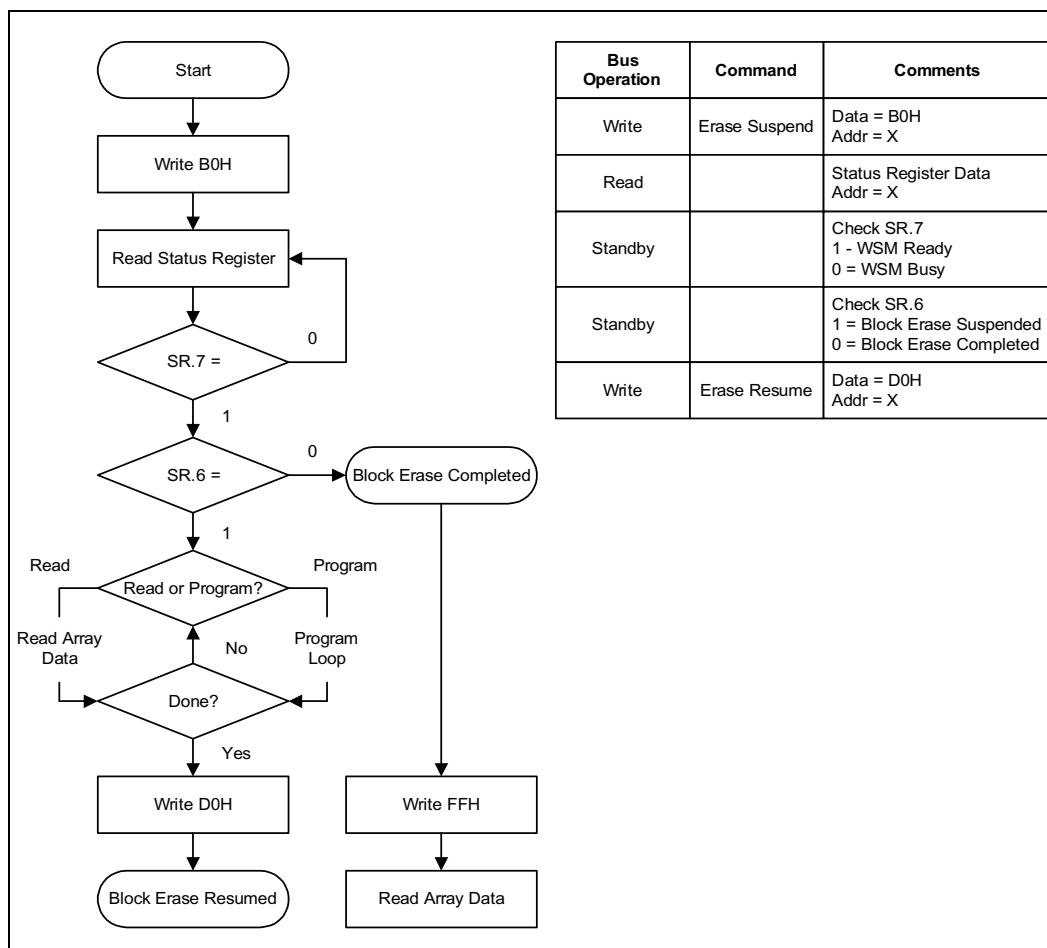 Start
Write B0H
Read Status Register
0
SR.7 =
1
0
SR.6 =
Block Erase Completed
1
Read
Program
Read or Program?
Read Array
Data
No
Program
Loop
Done?
Yes
Write D0H
Write FFH
Block Erase Resumed
Read Array Data
Bus
Operation
Command
Comments
Write
Erase Suspend
Data = B0H
Addr = X
Read
Status Register Data
Addr = X
Standby
Check SR.7
1 - WSM Ready
0 = WSM Busy
Standby
Check SR.6
1 = Block Erase Suspended
0 = Block Erase Completed
Write
Erase Resume
Data = D0H
Addr = X